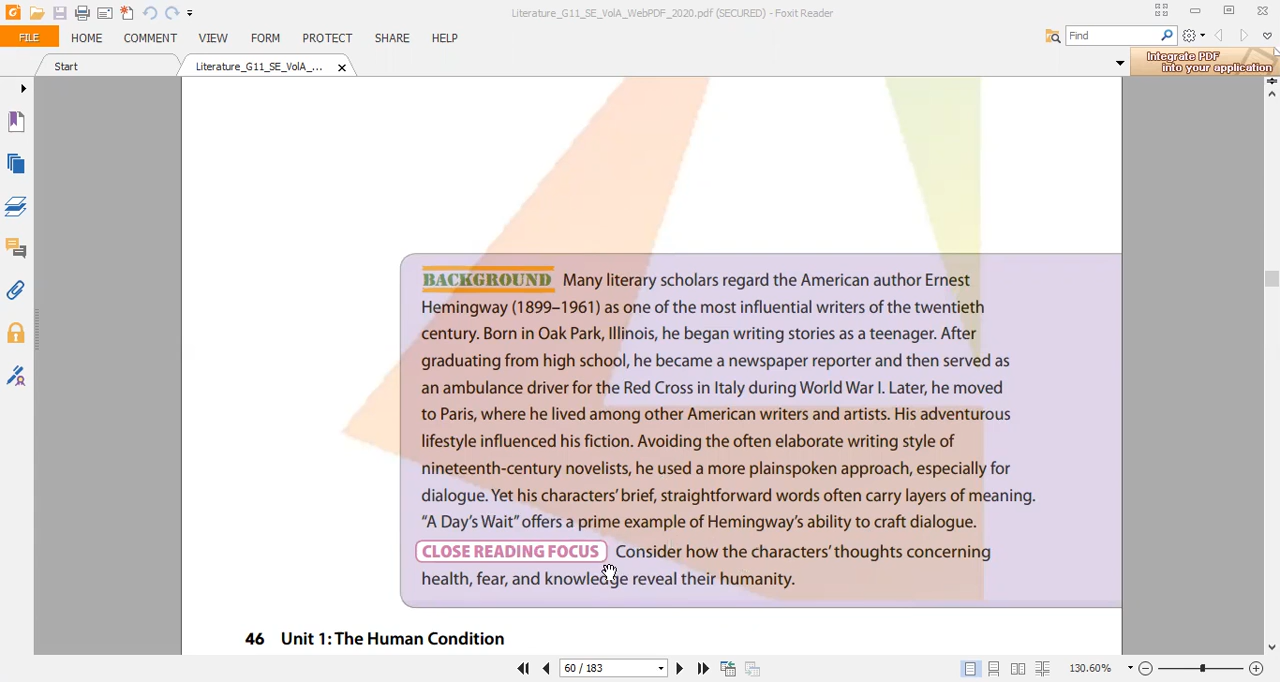 Literature_G11_SE_VolA_WebPDF_2020.pdf (SECURED) - Foxit Reader
FILE HOME COMMENT VIEW FORM PROTECT SHARE HELP
Find
Start Literature_G11_SE_VolA_...
Integrate PDF
into your application
BACKGROUND Many literary scholars regard the American author Ernest
Hemingway (1899–1961) as one of the most influential writers of the twentieth
century. Born in Oak Park, Illinois, he began writing stories as a teenager. After
graduating from high school, he became a newspaper reporter and then served as
an ambulance driver for the Red Cross in Italy during World War I. Later, he moved
to Paris, where he lived among other American writers and artists. His adventurous
lifestyle influenced his fiction. Avoiding the often elaborate writing style of
nineteenth-century novelists, he used a more plainspoken approach, especially for
dialogue. Yet his characters’ brief, straightforward words often carry layers of meaning.
“A Day’s Wait” offers a prime example of Hemingway’s ability to craft dialogue.
CLOSE READING FOCUS Consider how the characters’ thoughts concerning
health, fear, and knowledge reveal their humanity.
46 Unit 1: The Human Condition
60 / 183
130.60%